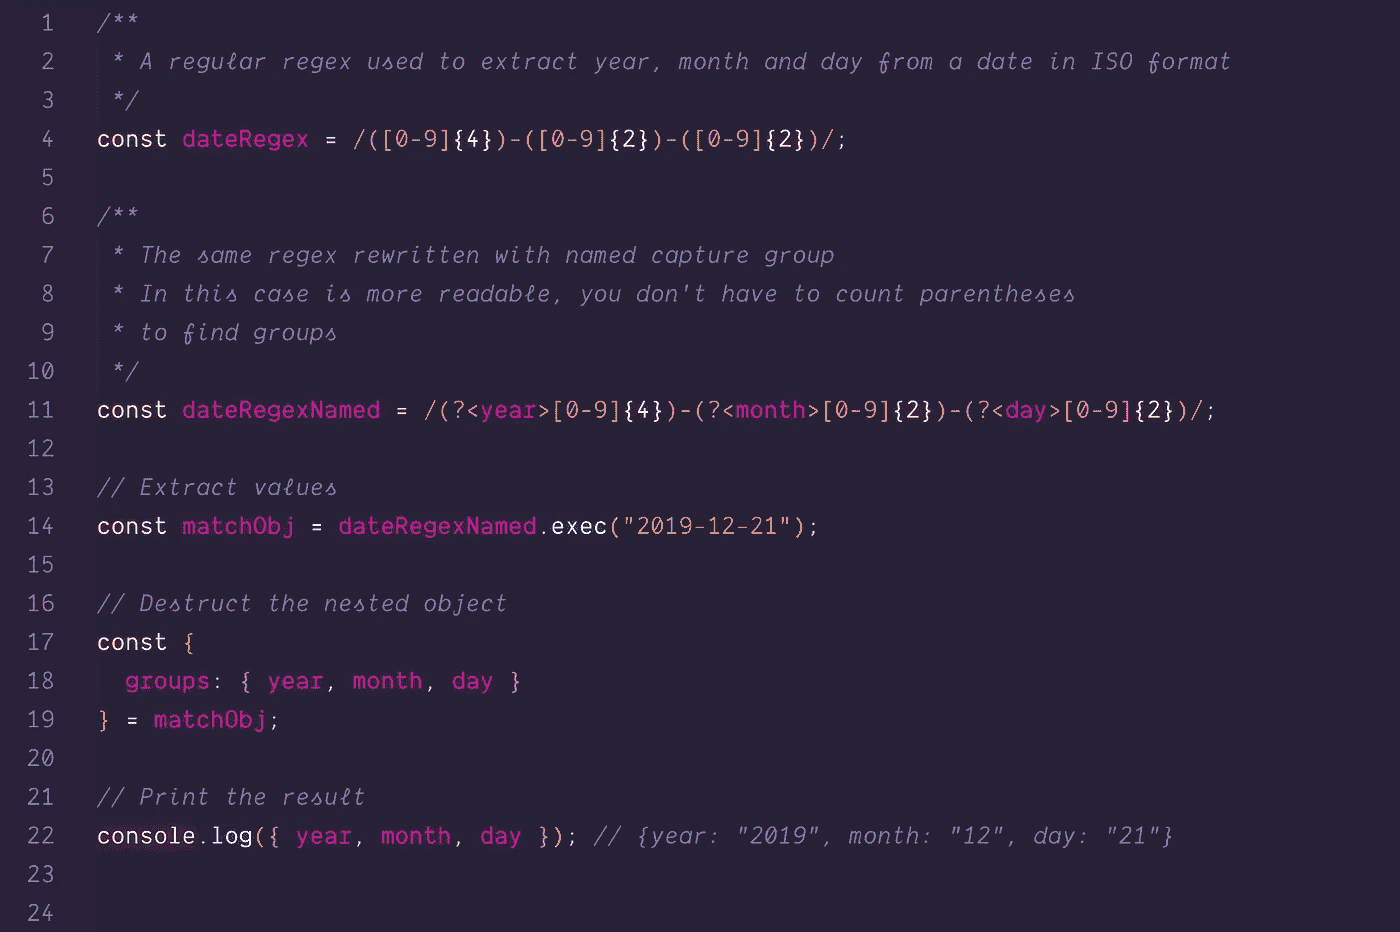 1 /**
2  * A regular regex used to extract year, month and day from a date in ISO format
3  */
4 const dateRegex = /([0-9]{4})-([0-9]{2})-([0-9]{2})/;
5
6 /**
7  * The same regex rewritten with named capture group
8  * In this case is more readable, you don't have to count parentheses
9  * to find groups
10  */
11 const dateRegexNamed = /(?<year>[0-9]{4})-(?<month>[0-9]{2})-(?<day>[0-9]{2})/;
12
13 // Extract values
14 const matchObj = dateRegexNamed.exec("2019-12-21");
15
16 // Destruct the nested object
17 const {
18   groups: { year, month, day }
19 } = matchObj;
20
21 // Print the result
22 console.log({ year, month, day }); // {year: "2019", month: "12", day: "21"}
23
24